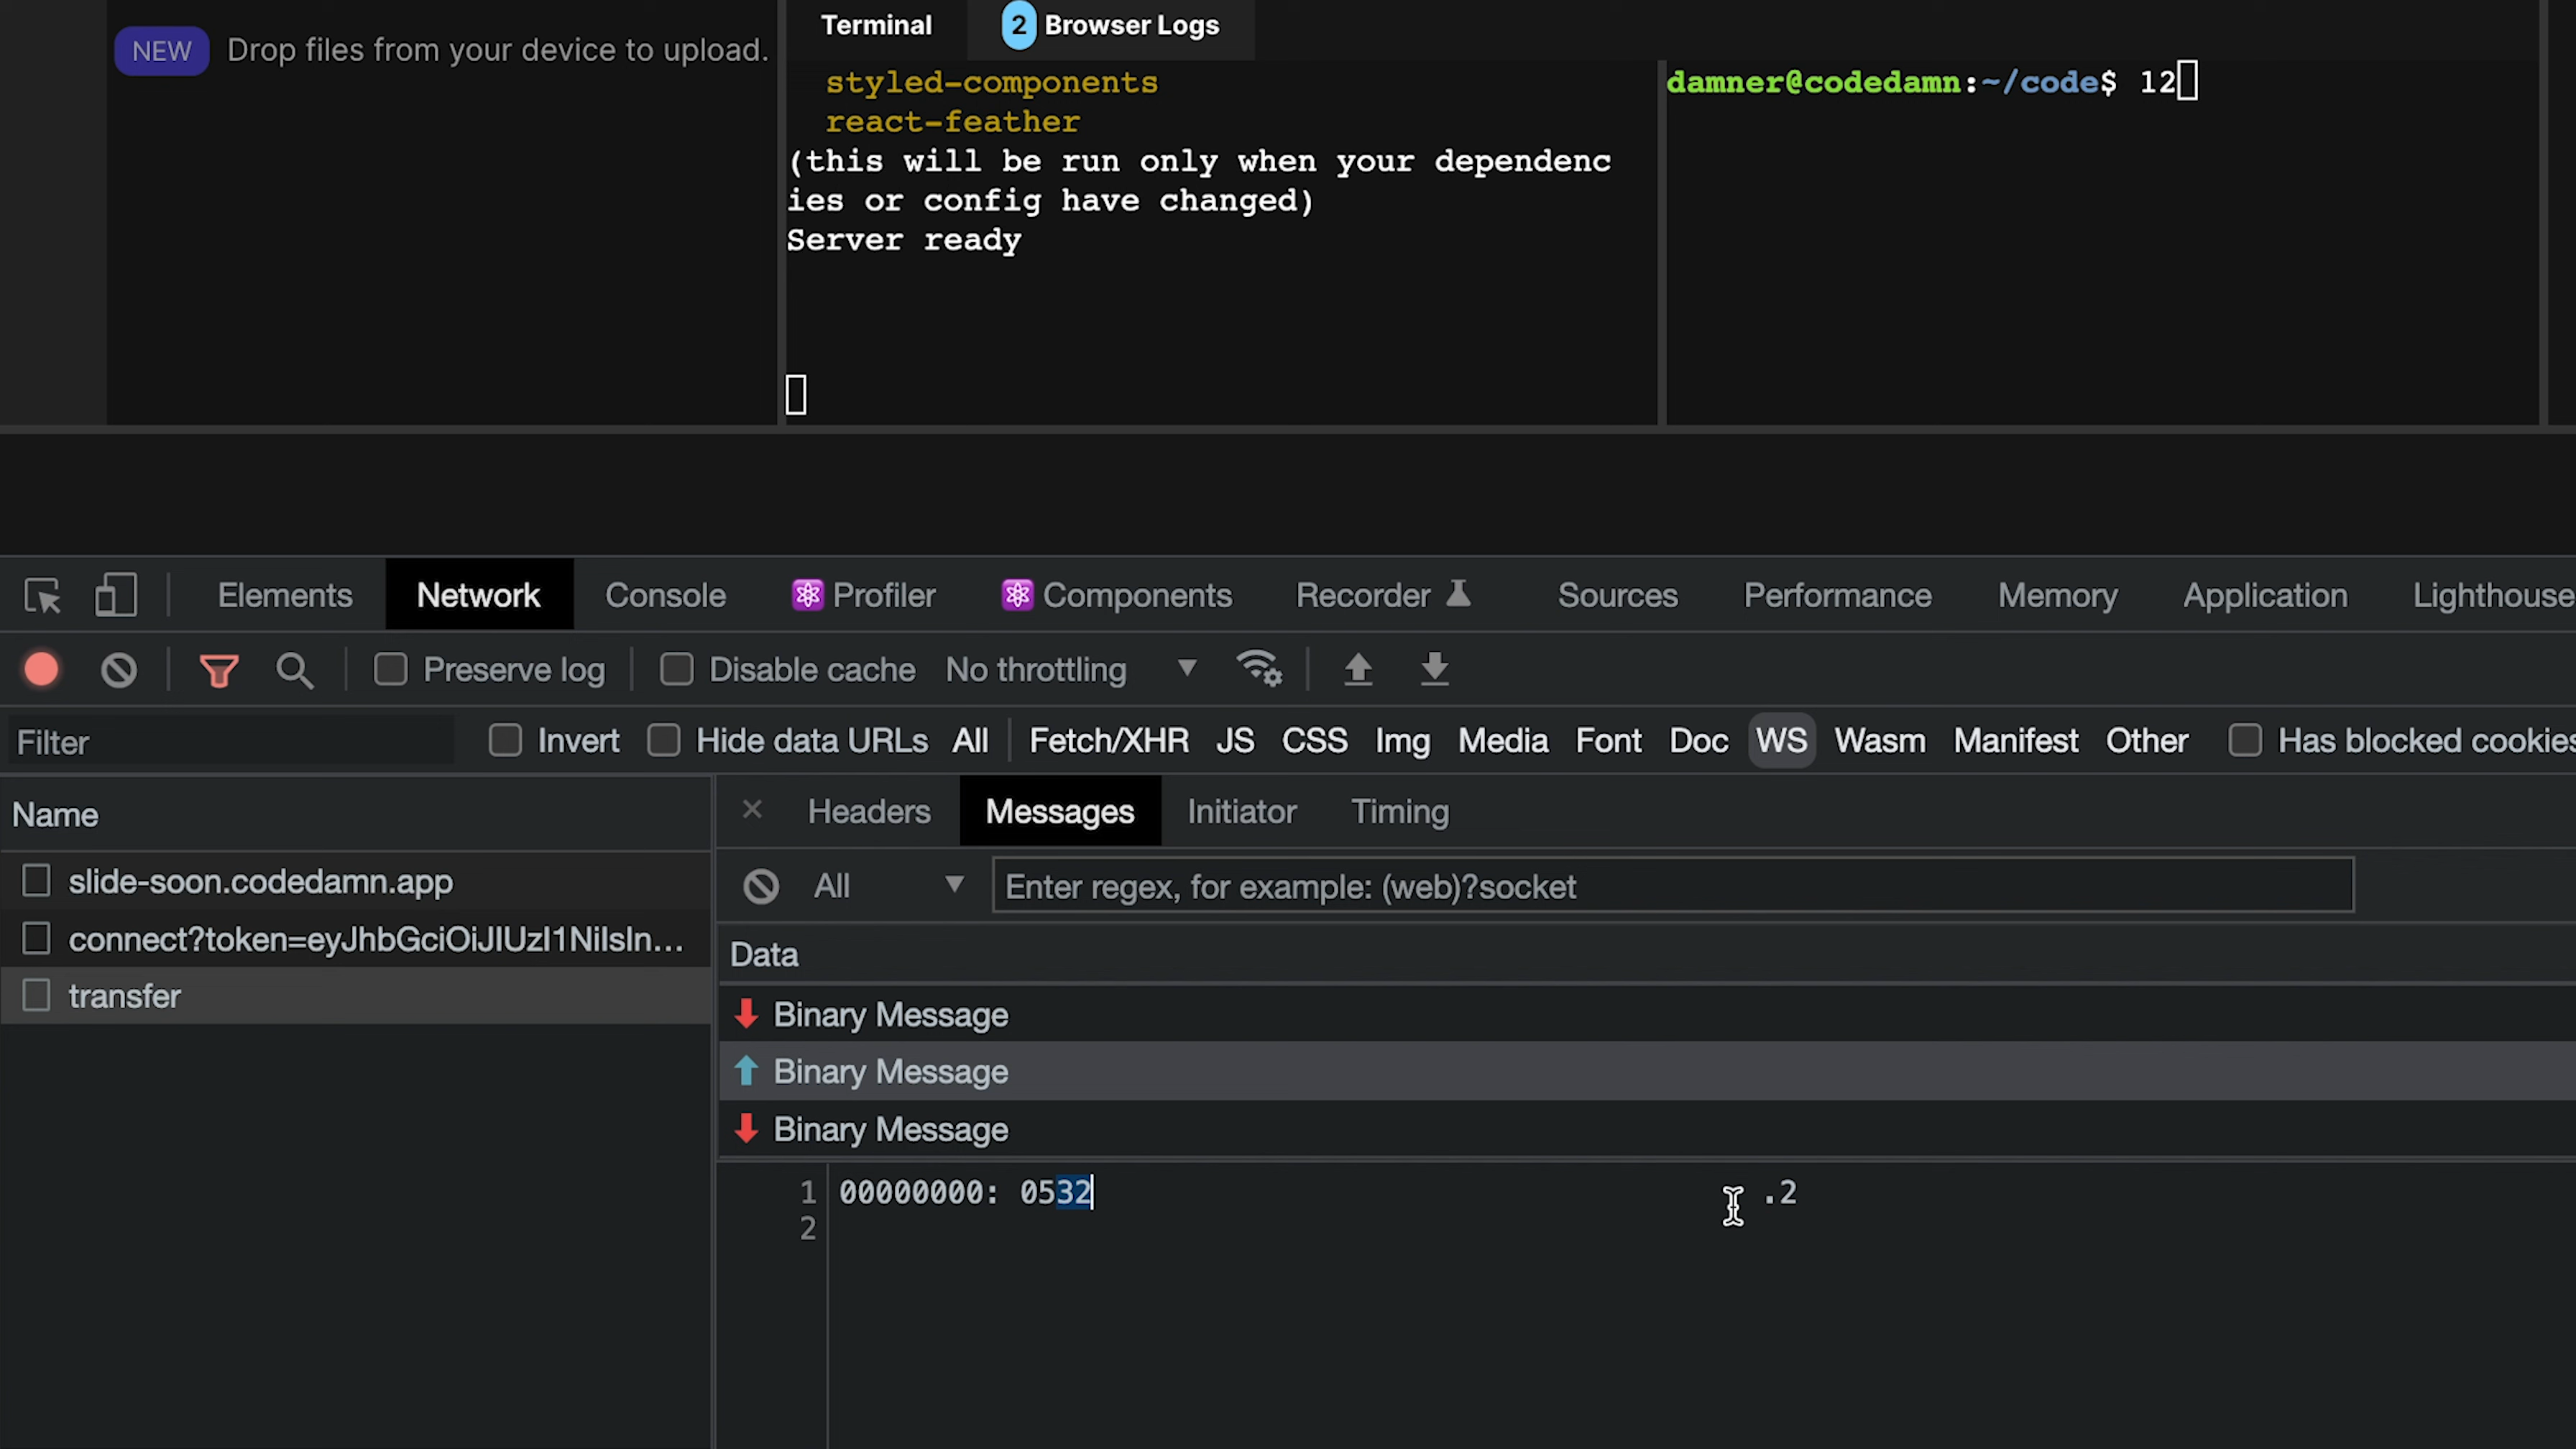 NEW Drop files from your device to upload.
Terminal 2 Browser Logs
styled-components
react-feather
(this will be run only when your dependenc
ies or config have changed)
Server ready
damner@codedamn:~/code$ 12
Elements Network Console Profiler Components Recorder Sources Performance Memory Application Lighthouse
Preserve log Disable cache No throttling
Filter Invert Hide data URLs All Fetch/XHR JS CSS Img Media Font Doc WS Wasm Manifest Other Has blocked cookies
Name
slide-soon.codedamn.app
connect?token=eyJhbGciOiJIUzI1NiIsIn...
transfer
× Headers Messages Initiator Timing
All Enter regex, for example: (web)?socket
Data
Binary Message
Binary Message
Binary Message
1 00000000: 0532 .2
2